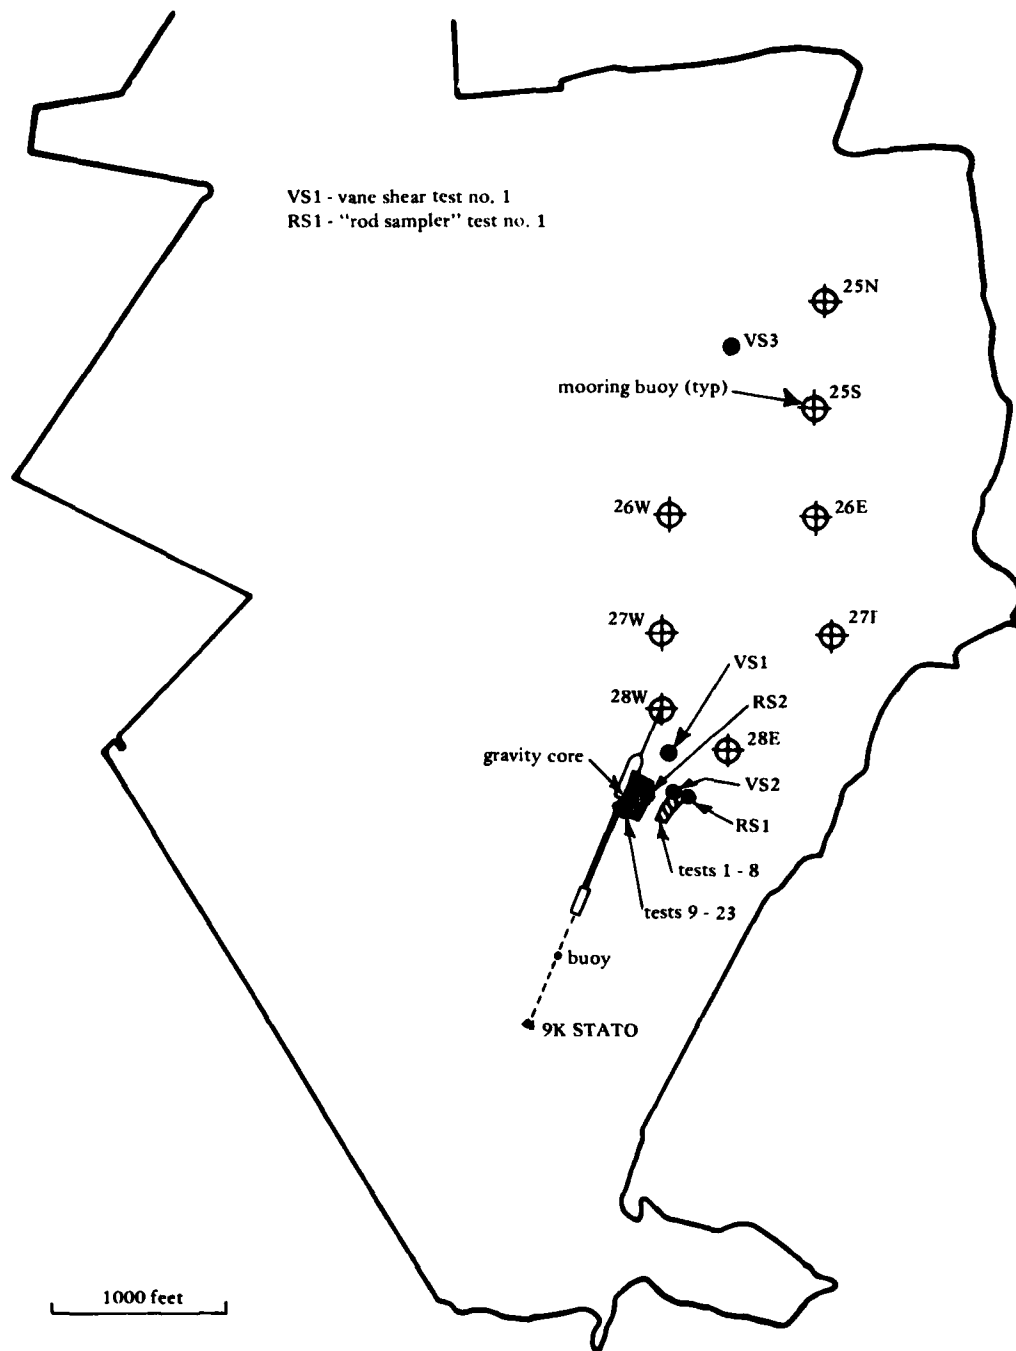 VS1 - vane shear test no. 1
RS1 - "rod sampler" test no. 1
25N
VS3
mooring buoy (typ)
25S
26W
26E
27W
27I
VS1
28W
RS2
28E
gravity core
VS2
RS1
tests 1 - 8
tests 9 - 23
buoy
9K STATO
1000 feet